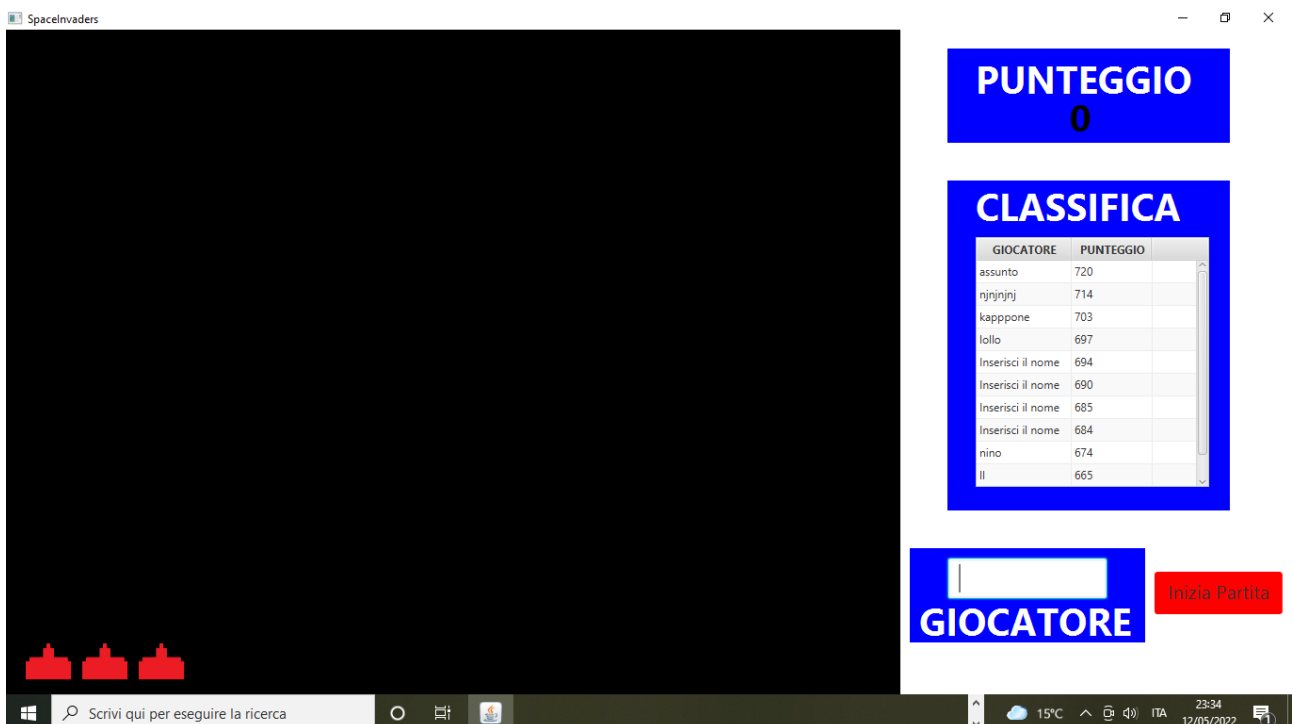 SpaceInvaders
PUNTEGGIO
0
CLASSIFICA
GIOCATORE PUNTEGGIO
assunto 720
njnjnjnj 714
kapppone 703
lollo 697
Inserisci il nome 694
Inserisci il nome 690
Inserisci il nome 685
Inserisci il nome 684
nino 674
ll 665
GIOCATORE
Inizia Partita
Scrivi qui per eseguire la ricerca
15°C
ITA
23:34
12/05/2022
1